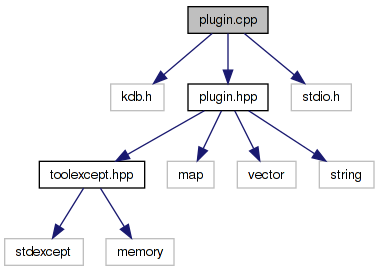 plugin.cpp
kdb.h
plugin.hpp
stdio.h
toolexcept.hpp
map
vector
string
stdexcept
memory